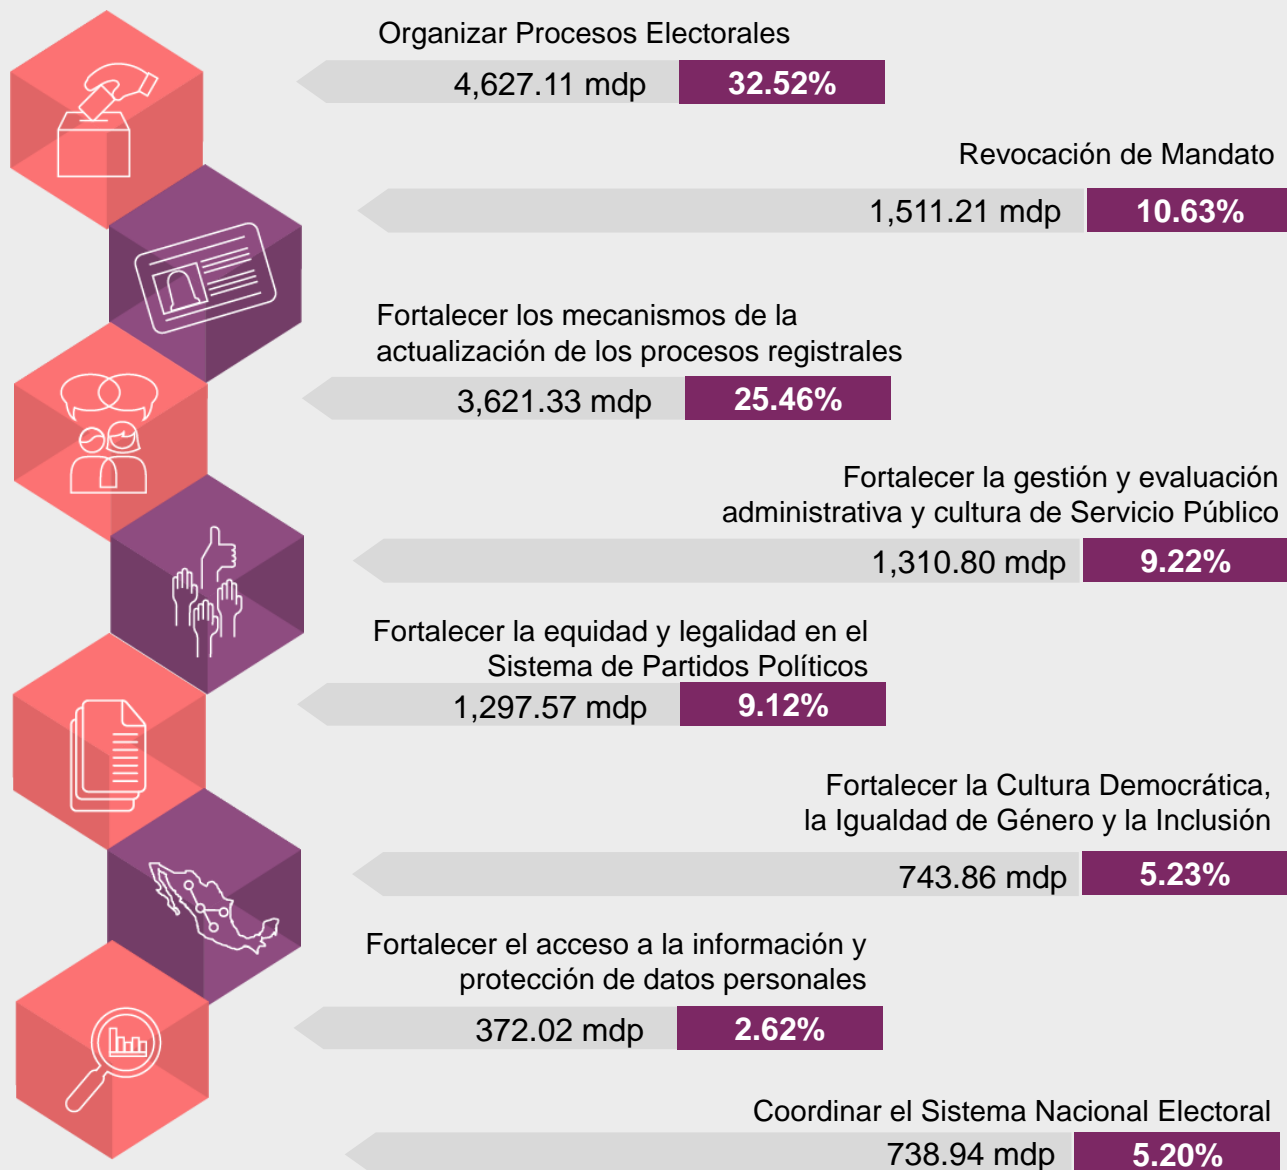 Organizar Procesos Electorales
4,627.11 mdp 32.52%
Revocación de Mandato
1,511.21 mdp 10.63%
Fortalecer los mecanismos de la
actualización de los procesos registrales
3,621.33 mdp 25.46%
Fortalecer la gestión y evaluación
administrativa y cultura de Servicio Público
1,310.80 mdp 9.22%
Fortalecer la equidad y legalidad en el
Sistema de Partidos Políticos
1,297.57 mdp 9.12%
Fortalecer la Cultura Democrática,
la Igualdad de Género y la Inclusión
743.86 mdp 5.23%
Fortalecer el acceso a la información y
protección de datos personales
372.02 mdp 2.62%
Coordinar el Sistema Nacional Electoral
738.94 mdp 5.20%